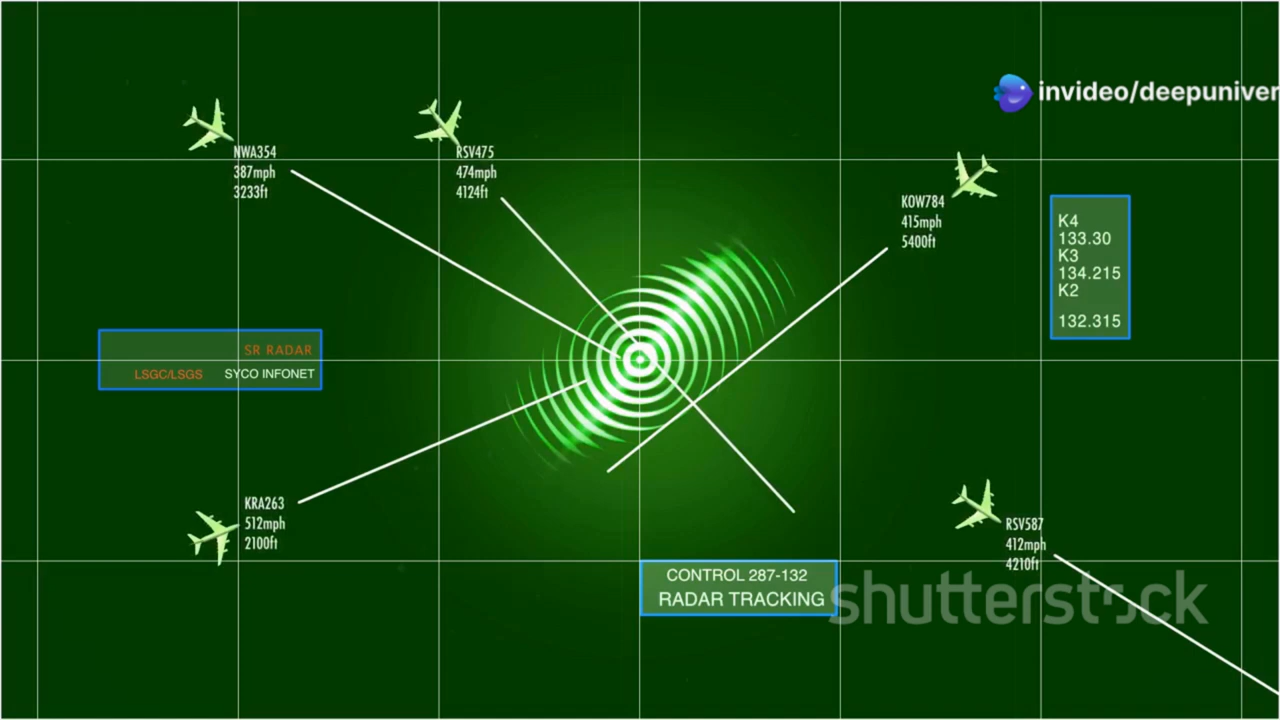 invideo/deepuniver
NWA354
387mph
3233ft
RSV475
474mph
4124ft
KOW784
415mph
5400ft
K4
133.30
K3
134.215
K2
132.315
SR RADAR
LSGC/LSGS SYCO INFONET
KRA263
512mph
2100ft
RSV587
412mph
4210ft
CONTROL 287-132
RADAR TRACKING
shutterstock